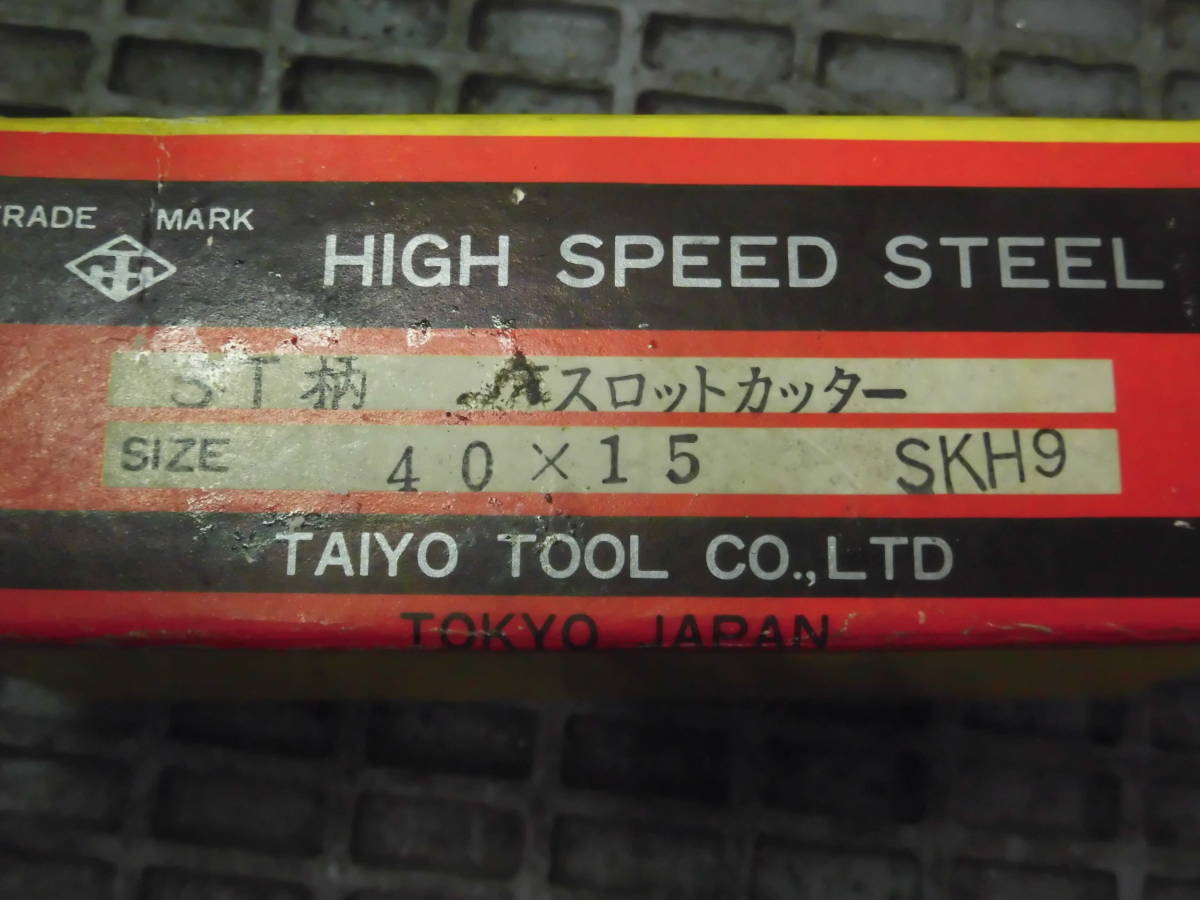 TRADE MARK
HIGH SPEED STEEL
ST柄 スロットカッター
SIZE 40×15 SKH9
TAIYO TOOL CO.,LTD
TOKYO JAPAN